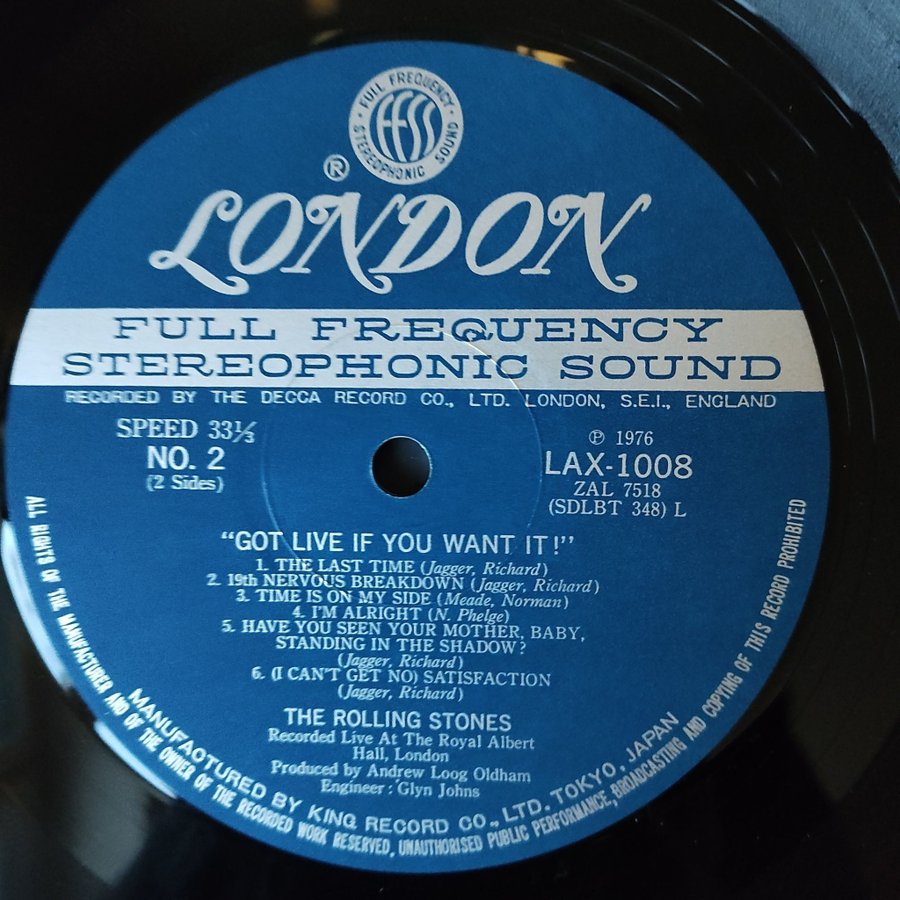 FULL FREQUENCY
FFSS
STEREOPHONIC SOUND
®
LONDON
FULL FREQUENCY
STEREOPHONIC SOUND
RECORDED BY THE DECCA RECORD CO., LTD. LONDON, S.E.I., ENGLAND
SPEED 33⅓
NO. 2
(2 Sides)
℗ 1976
LAX-1008
ZAL 7518
(SDLBT 348) L
"GOT LIVE IF YOU WANT IT!"
1. THE LAST TIME (Jagger, Richard)
2. 19th NERVOUS BREAKDOWN (Jagger, Richard)
3. TIME IS ON MY SIDE (Meade, Norman)
4. I'M ALRIGHT (N. Phelge)
5. HAVE YOU SEEN YOUR MOTHER, BABY,
STANDING IN THE SHADOW?
(Jagger, Richard)
6. (I CAN'T GET NO) SATISFACTION
(Jagger, Richard)
THE ROLLING STONES
Recorded Live At The Royal Albert
Hall, London
Produced by Andrew Loog Oldham
Engineer : Glyn Johns
MANUFACTURED BY KING RECORD CO., LTD. TOKYO, JAPAN
ALL RIGHTS OF THE MANUFACTURER AND OF THE OWNER OF THE RECORDED WORK RESERVED, UNAUTHORISED PUBLIC PERFORMANCE, BROADCASTING AND COPYING OF THIS RECORD PROHIBITED